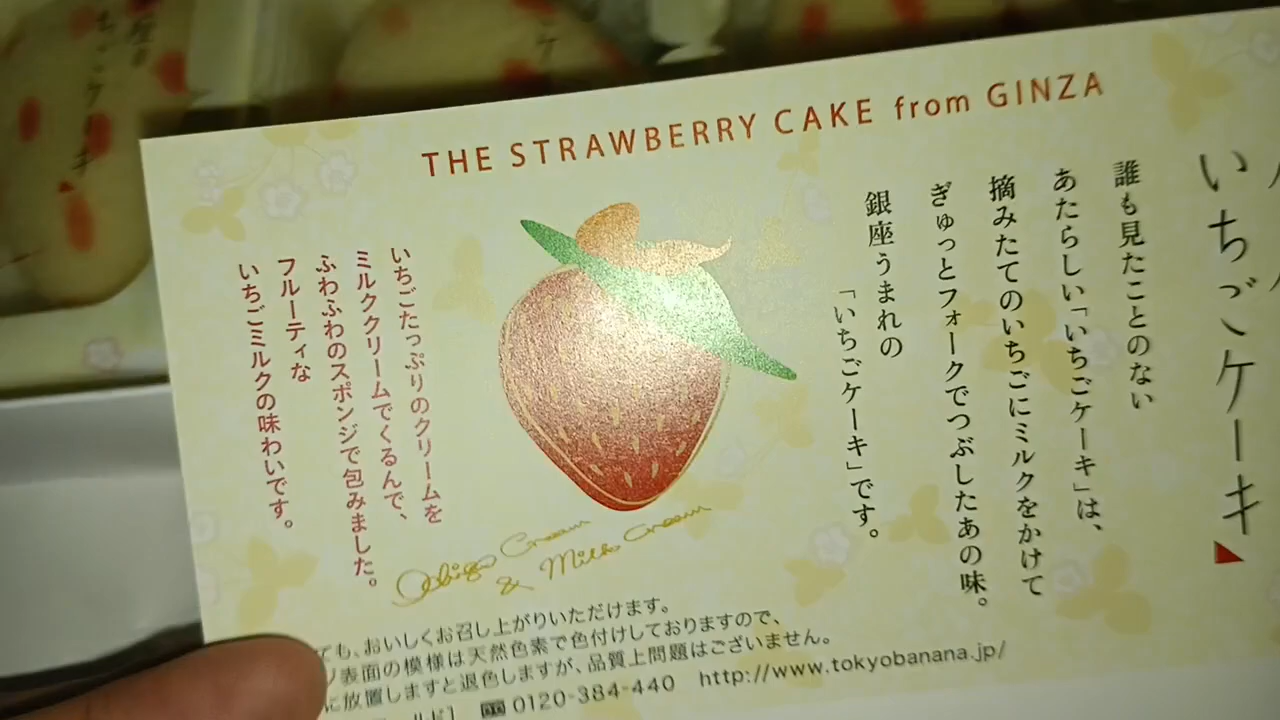 THE STRAWBERRY CAKE from GINZA
いちごケーキ
誰も見たことのない
あたらしい「いちごケーキ」は、
摘みたてのいちごにミルクをかけて
ぎゅっとフォークでつぶしたあの味。
銀座うまれの
「いちごケーキ」です。
いちごたっぷりのクリームを
ミルククリームでくるんで、
ふわふわのスポンジで包みました。
フルーティな
いちごミルクの味わいです。
& Milk Cream
ても、おいしくお召し上がりいただけます。
表面の模様は天然色素で色付けしておりますので、
に放置しますと退色しますが、品質上問題はございません。
0120-384-440 http://www.tokyobanana.jp/